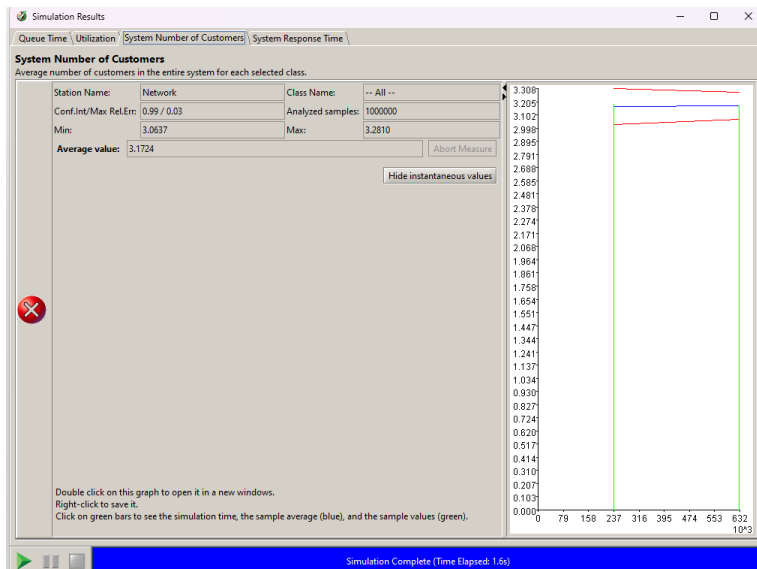 Simulation Results
Queue Time Utilization System Number of Customers System Response Time
System Number of Customers
Average number of customers in the entire system for each selected class.
Station Name: Network Class Name: -- All --
Conf.Int/Max Rel.Err: 0.99 / 0.03 Analyzed samples: 1000000
Min: 3.0637 Max: 3.2810
Average value: 3.1724 Abort Measure
Hide instantaneous values
Double click on this graph to open it in a new windows.
Right-click to save it.
Click on green bars to see the simulation time, the sample average (blue), and the sample values (green).
3.308
3.205
3.102
2.998
2.895
2.791
2.688
2.585
2.481
2.378
2.274
2.171
2.068
1.964
1.861
1.758
1.654
1.551
1.447
1.344
1.241
1.137
1.034
0.930
0.827
0.724
0.620
0.517
0.414
0.310
0.207
0.103
0.000
0 79 158 237 316 395 474 553 632
10^3
Simulation Complete (Time Elapsed: 1.6s)